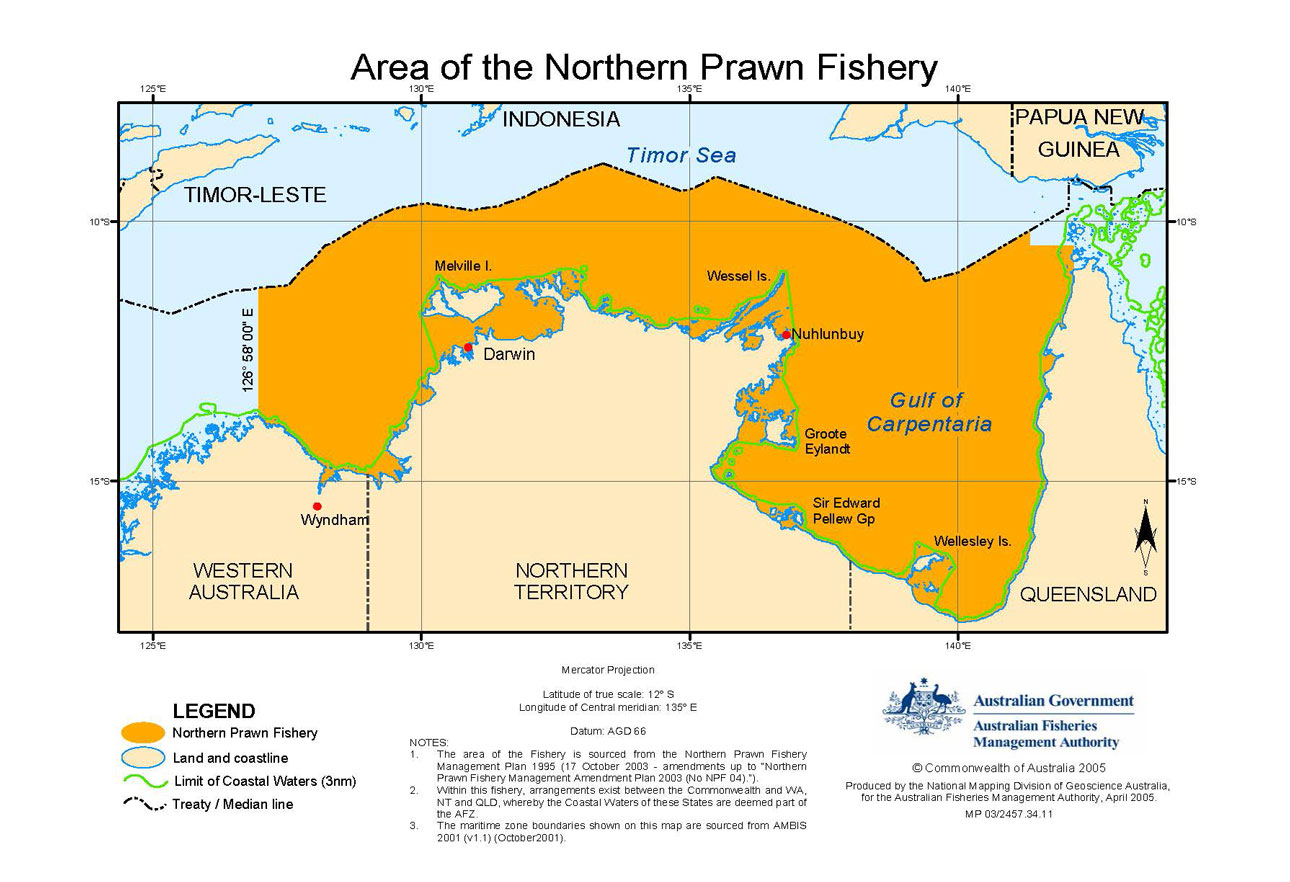 Area of the Northern Prawn Fishery
125°E
130°E
135°E
140°E
INDONESIA
PAPUA NEW
GUINEA
Timor Sea
TIMOR-LESTE
10°S
10°S
Melville I.
Wessel Is.
126° 58' 00" E
Nuhlunbuy
Darwin
Gulf of
Carpentaria
Groote
Eylandt
15°S
15°S
Sir Edward
Pellew Gp
N
Wyndham
Wellesley Is.
S
WESTERN
AUSTRALIA
NORTHERN
TERRITORY
QUEENSLAND
125°E
130°E
135°E
140°E
Mercator Projection
Latitude of true scale: 12° S
Longitude of Central meridian: 135° E
Datum: AGD 66
LEGEND
Northern Prawn Fishery
Land and coastline
Limit of Coastal Waters (3nm)
Treaty / Median line
NOTES:
1. The area of the Fishery is sourced from the Northern Prawn Fishery
Management Plan 1995 (17 October 2003 - amendments up to "Northern
Prawn Fishery Management Amendment Plan 2003 (No NPF 04).").
2. Within this fishery, arrangements exist between the Commonwealth and WA,
NT and QLD, whereby the Coastal Waters of these States are deemed part of
the AFZ.
3. The maritime zone boundaries shown on this map are sourced from AMBIS
2001 (v1.1) (October2001).
Australian Government
Australian Fisheries
Management Authority
© Commonwealth of Australia 2005
Produced by the National Mapping Division of Geoscience Australia,
for the Australian Fisheries Management Authority, April 2005.
MP 03/2457.34.11